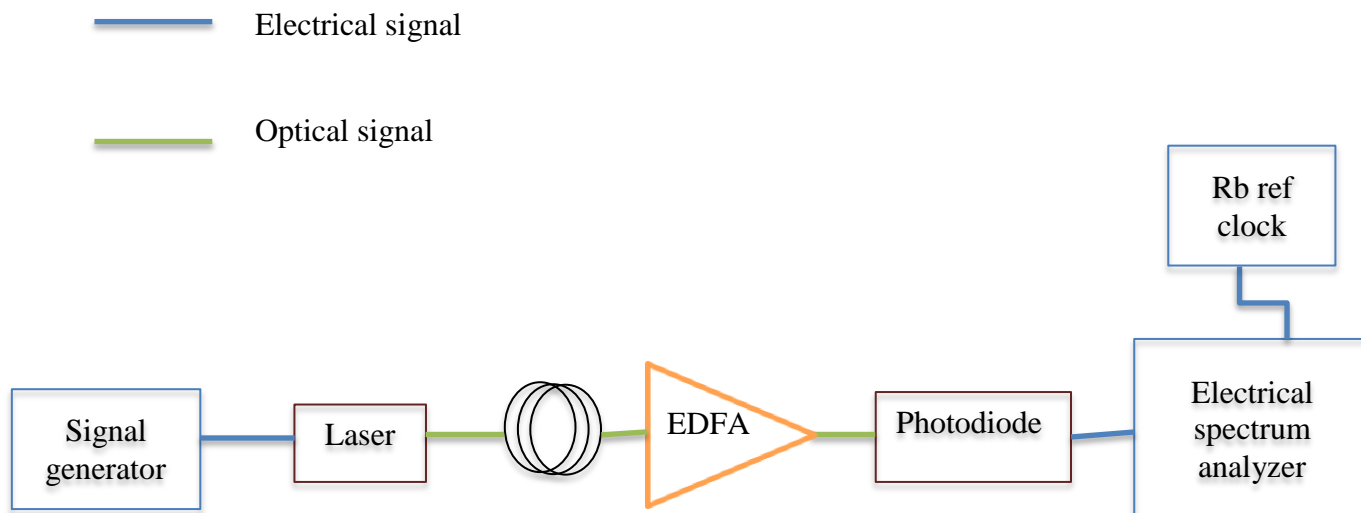 Electrical signal
Optical signal
Rb ref
clock
Signal
generator
Laser
EDFA
Photodiode
Electrical
spectrum
analyzer